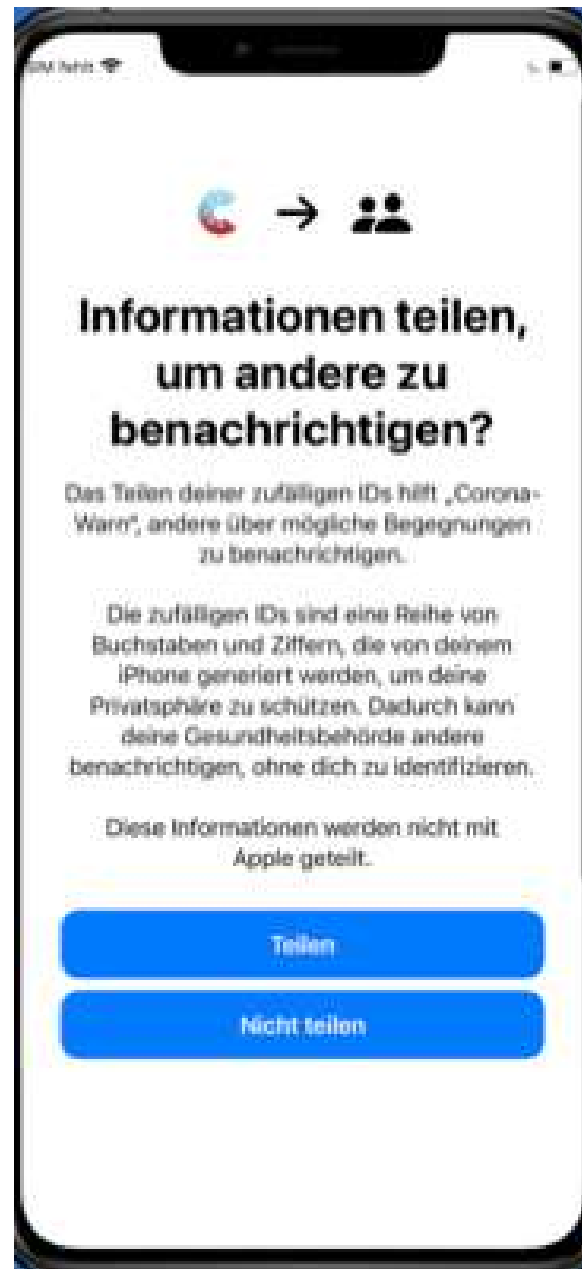 SIM fehlt
Informationen teilen,
um andere zu
benachrichtigen?
Das Teilen deiner zufälligen IDs hilft „Corona-
Warn“, andere über mögliche Begegnungen
zu benachrichtigen.
Die zufälligen IDs sind eine Reihe von
Buchstaben und Ziffern, die von deinem
iPhone generiert werden, um deine
Privatsphäre zu schützen. Dadurch kann
deine Gesundheitsbehörde andere
benachrichtigen, ohne dich zu identifizieren.
Diese Informationen werden nicht mit
Apple geteilt.
Teilen
Nicht teilen